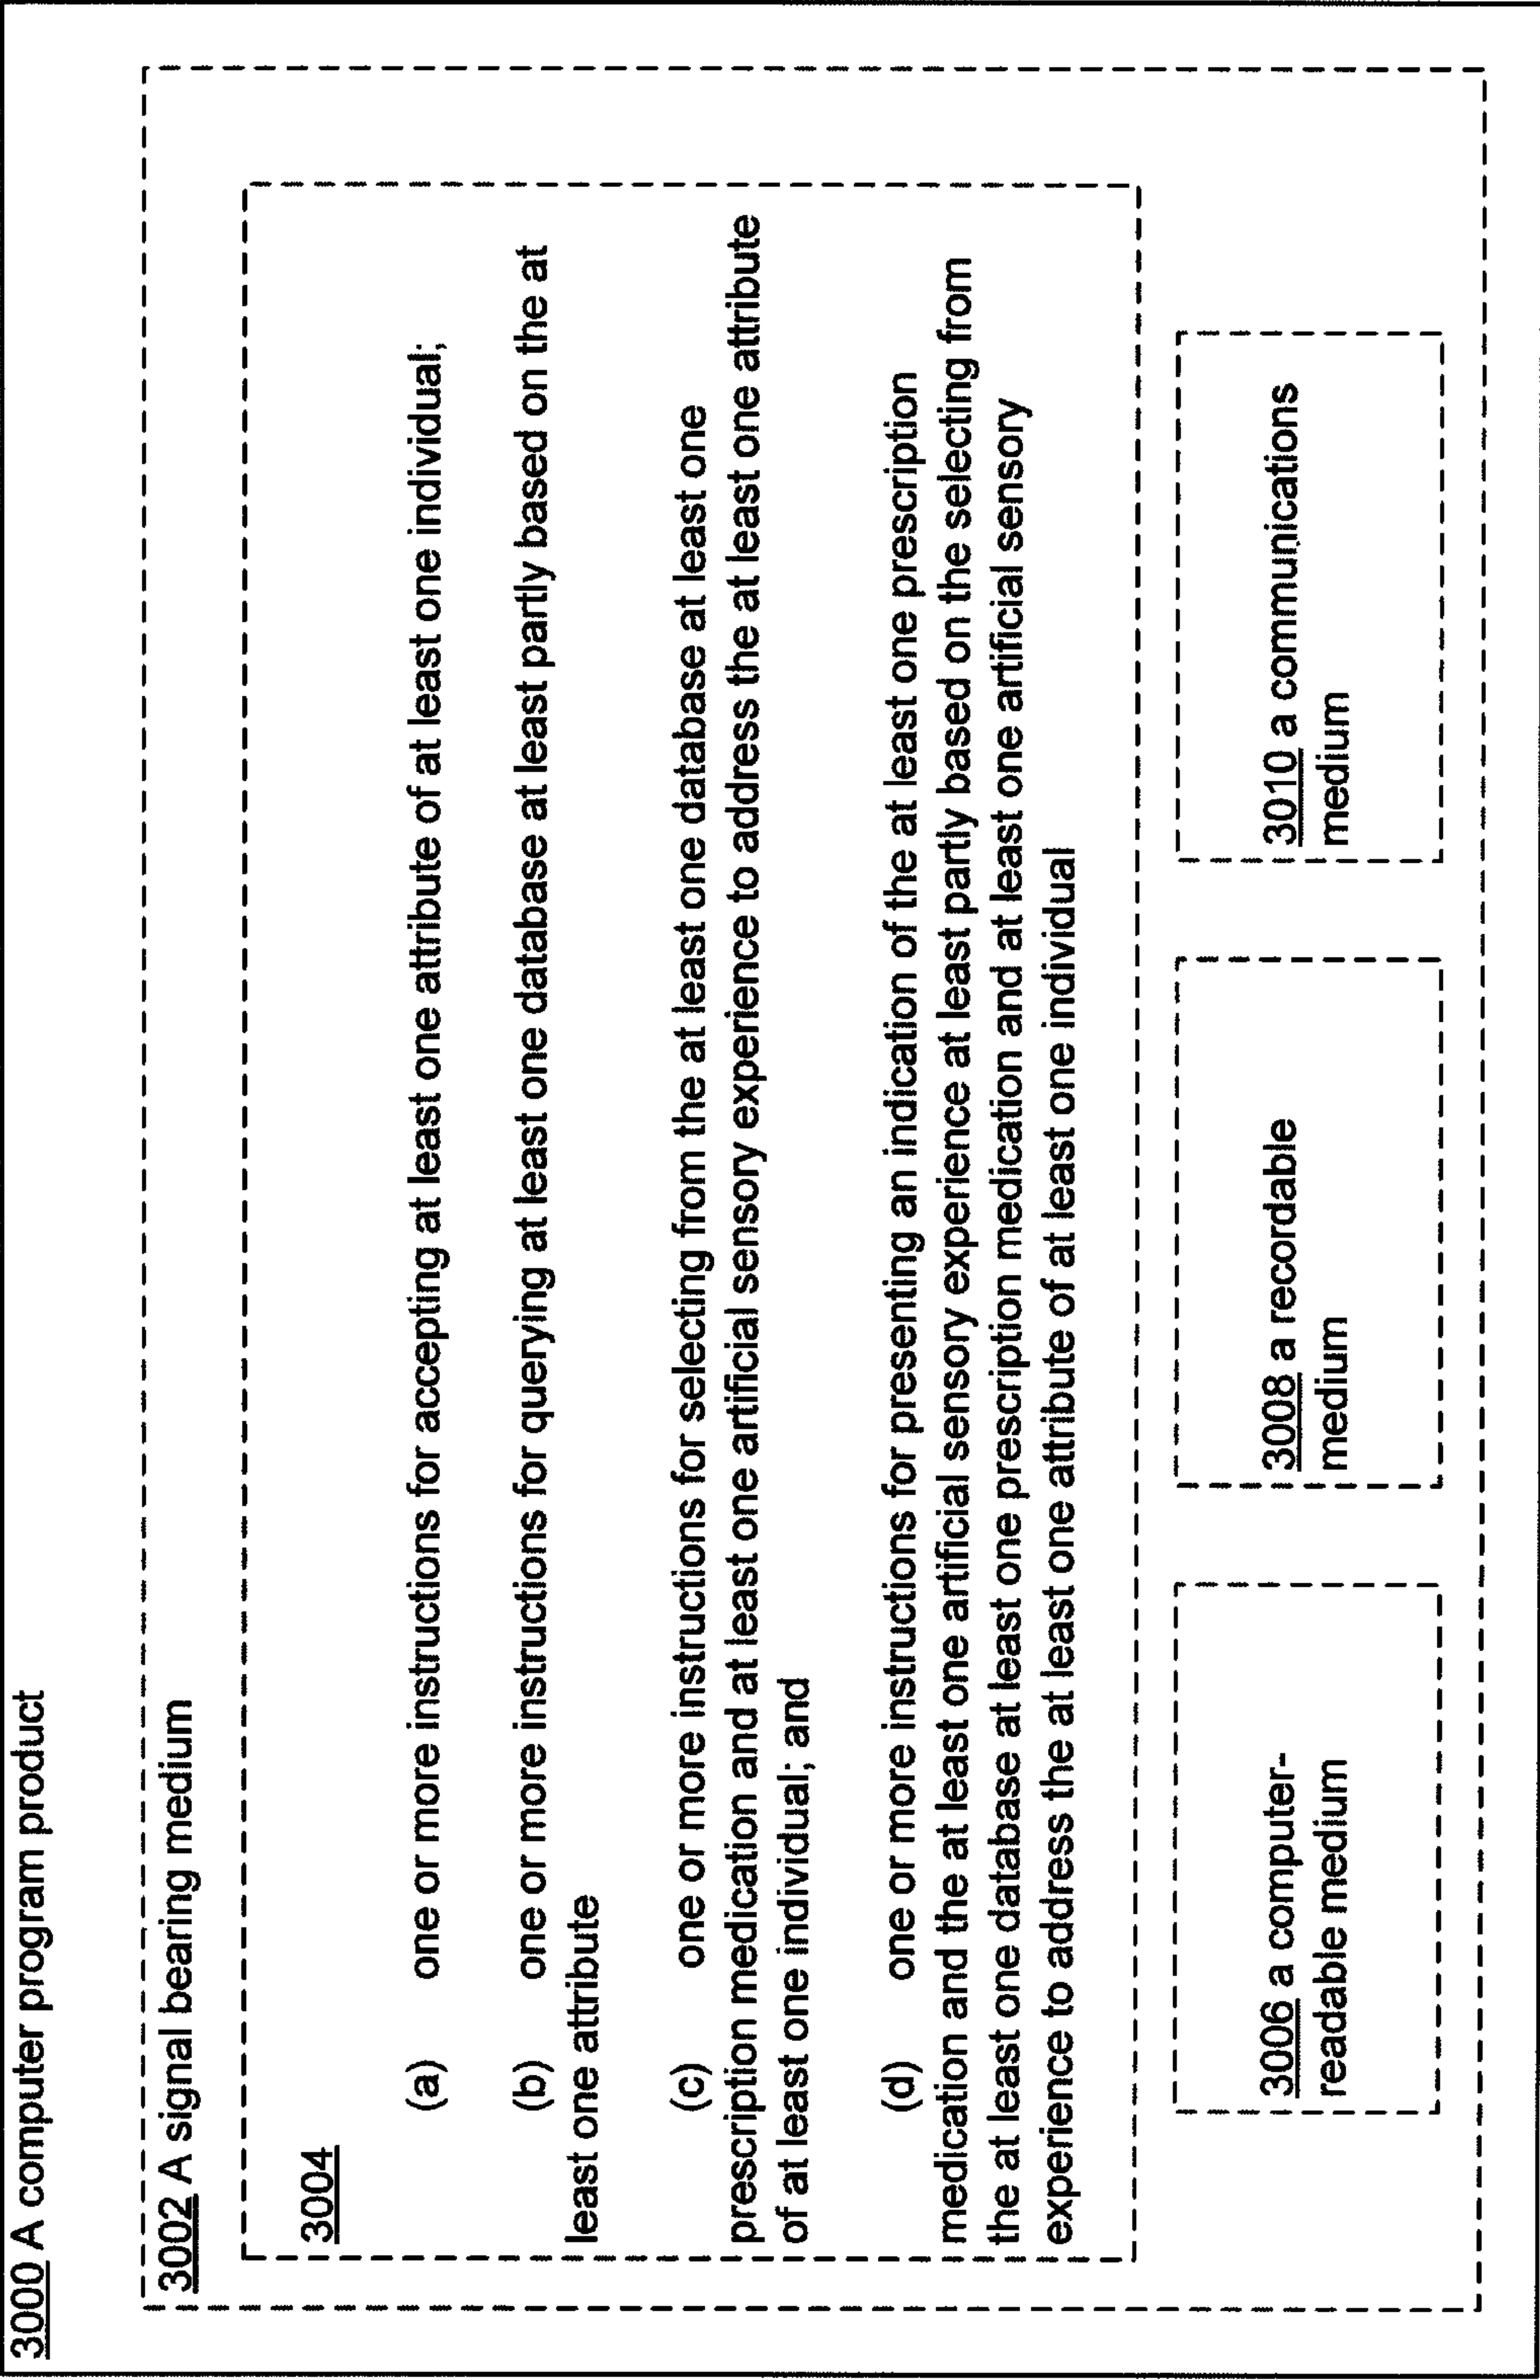 3000 A computer program product
3002 A signal bearing medium
3004
(a) one or more instructions for accepting at least one attribute of at least one individual;
(b) one or more instructions for querying at least one database at least partly based on the at
least one attribute
(c) one or more instructions for selecting from the at least one database at least one
prescription medication and at least one artificial sensory experience to address the at least one attribute
of at least one individual; and
(d) one or more instructions for presenting an indication of the at least one prescription
medication and the at least one artificial sensory experience at least partly based on the selecting from
the at least one database at least one prescription medication and at least one artificial sensory
experience to address the at least one attribute of at least one individual
3006 a computer-
readable medium
3008 a recordable
medium
3010 a communications
medium